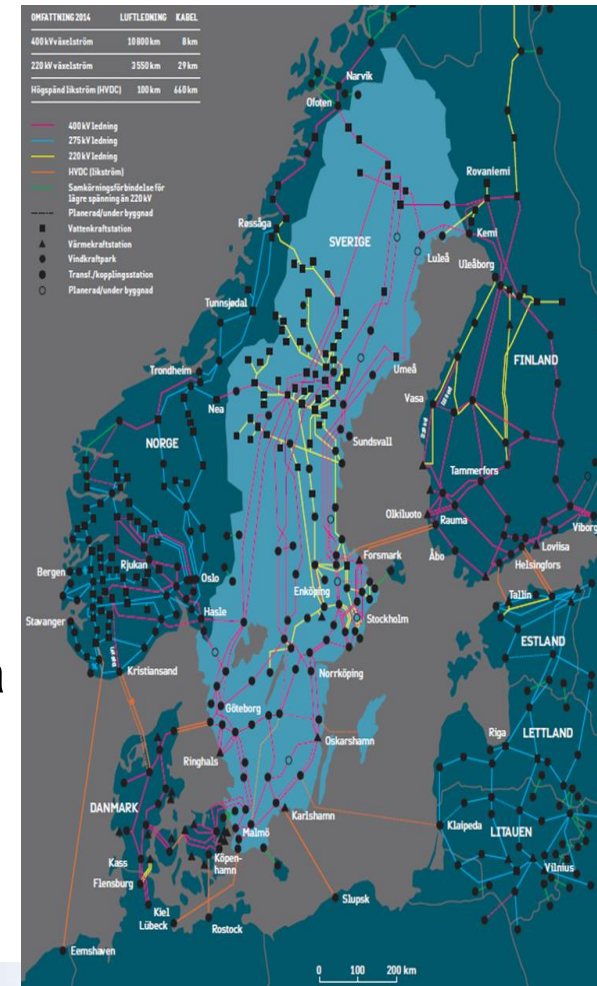 OMFATTNING 2014 LUFTLEDNING KABEL
400 kV växelström 10 800 km 8 km
220 kV växelström 3 550 km 29 km
Högspänd likström (HVDC) 100 km 660 km
400 kV ledning
275 kV ledning
220 kV ledning
HVDC (likström)
Samkörningsförbindelse för
lägre spänning än 220 kV
Planerad/under byggnad
Vattenkraftstation
Värmekraftstation
Vindkraftpark
Transf./kopplingsstation
Planerad/under byggnad
Narvik
Ofoten
Rovaniemi
Røssåga
SVERIGE
Kemi
Luleå
Uleåborg
Tunnsjødal
FINLAND
Trondheim
Umeå
Vasa
Nea
NORGE
Sundsvall
Tammerfors
Olkiluoto
Rauma
Viborg
Rjukan
Forsmark
Loviisa
Bergen
Oslo
Åbo
Helsingfors
Enköping
Tallin
Stavanger
Hasle
Stockholm
ESTLAND
Kristiansand
Norrköping
Göteborg
LETTLAND
Riga
Oskarshamn
Ringhals
DANMARK
Karlshamn
Klaipeda
LITAUEN
Malmö
Kass
Köpen-
hamn
Vilnius
Flensburg
Kiel
Slupsk
Lübeck
Rostock
Eemshaven
0 100 200 km